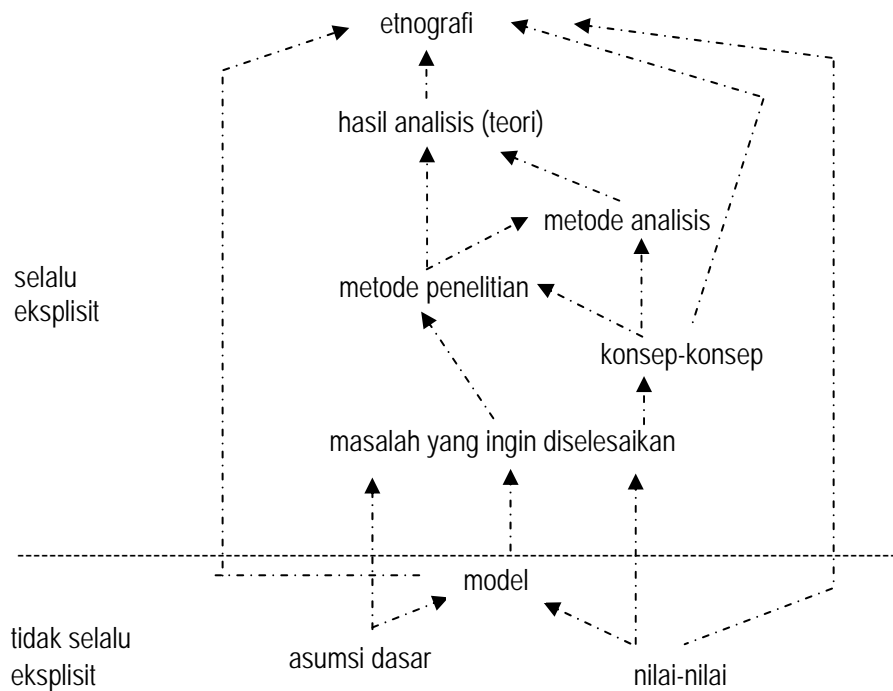 etnografi
hasil analisis (teori)
metode analisis
selalu
eksplisit
metode penelitian
konsep-konsep
masalah yang ingin diselesaikan
model
tidak selalu
eksplisit
asumsi dasar
nilai-nilai